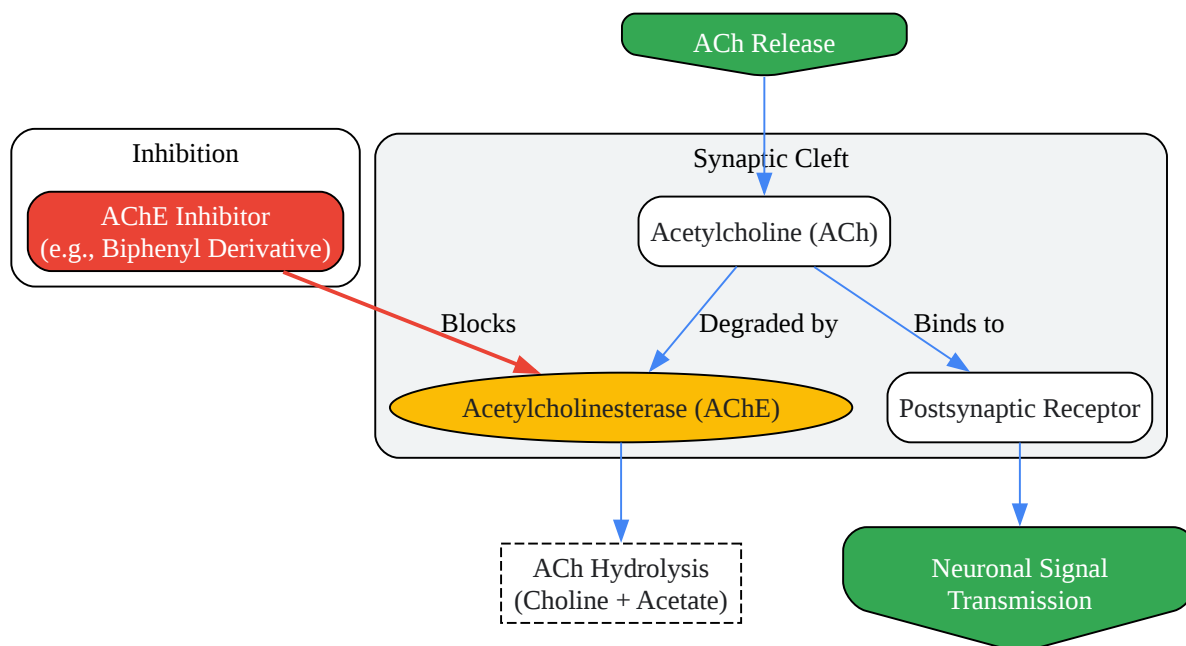 ACh Release
Inhibition
Synaptic Cleft
AChE Inhibitor
(e.g., Biphenyl Derivative)
Acetylcholine (ACh)
Blocks
Degraded by
Binds to
Acetylcholinesterase (AChE)
Postsynaptic Receptor
ACh Hydrolysis
(Choline + Acetate)
Neuronal Signal
Transmission